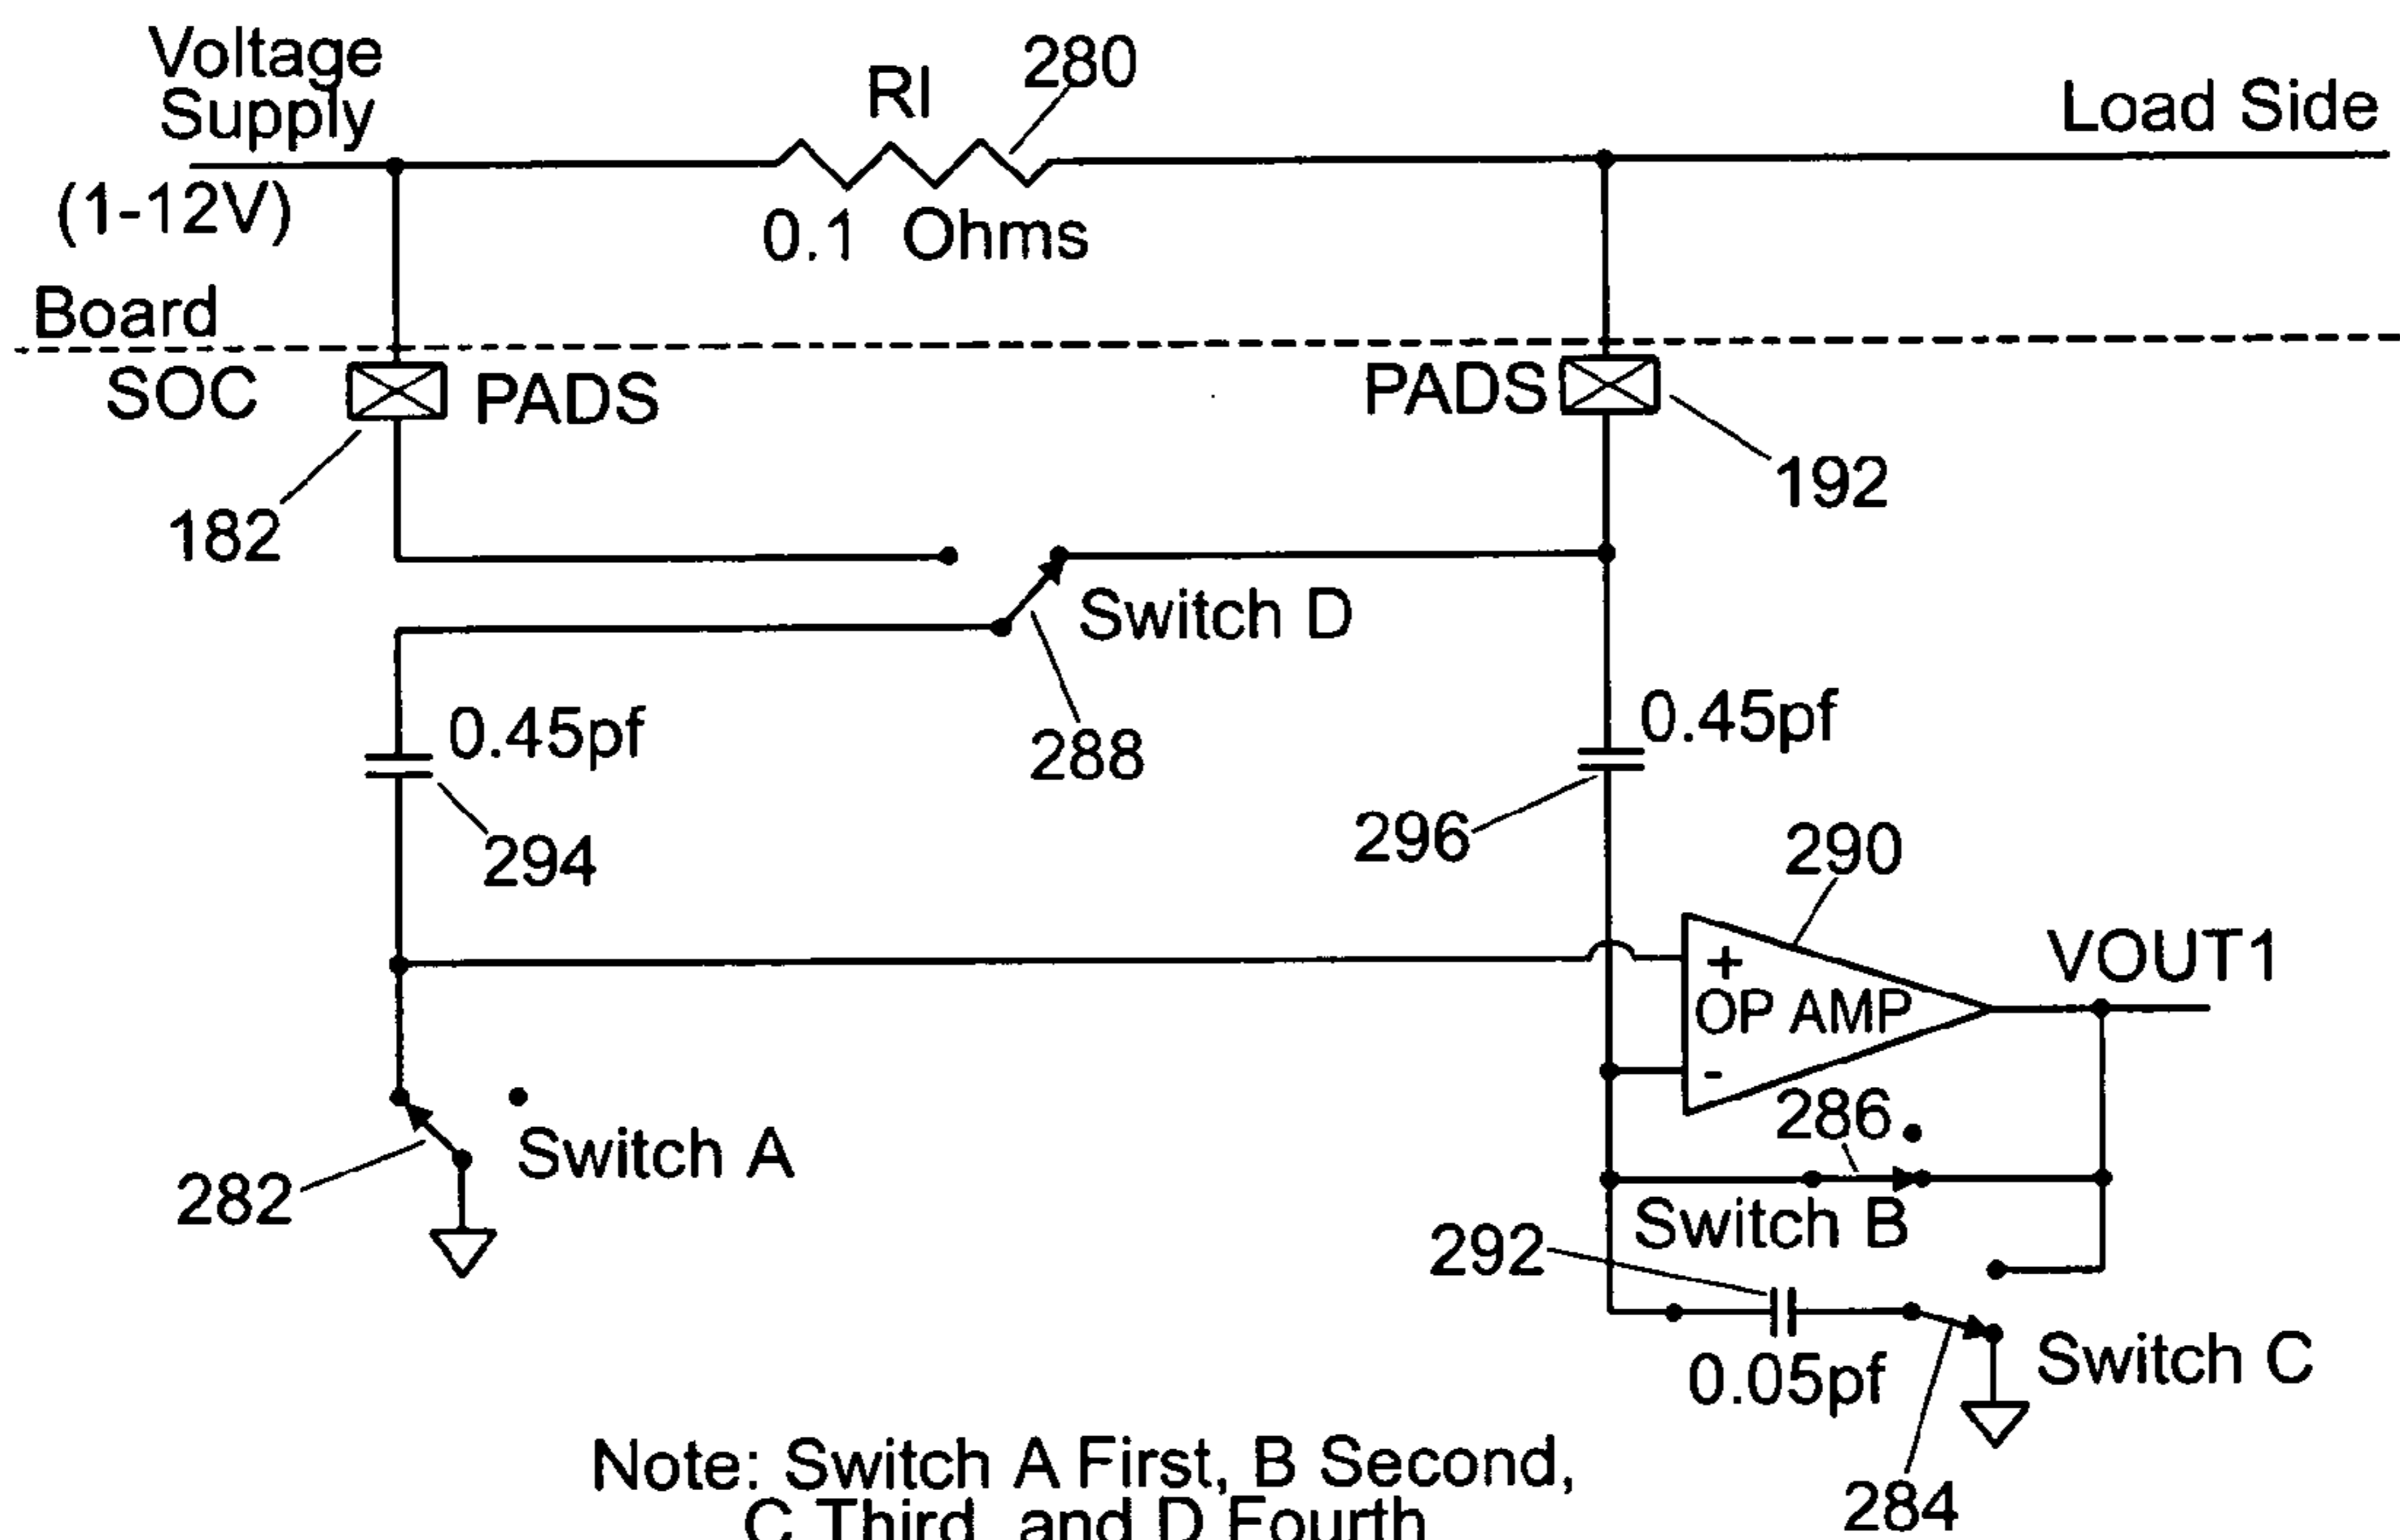 Voltage
Supply
(1-12V)
RI
280
0.1 Ohms
Load Side
Board
SOC
PADS
PADS
182
192
Switch D
288
0.45pf
294
0.45pf
296
290
+
OP AMP
-
VOUT1
Switch A
282
286
Switch B
292
0.05pf
Switch C
284
Note: Switch A First, B Second,
C Third, and D Fourth